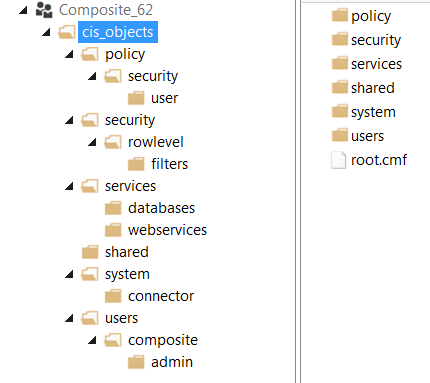 Composite_62
cis_objects
policy
security
user
security
rowlevel
filters
services
databases
webservices
shared
system
connector
users
composite
admin
policy
security
services
shared
system
users
root.cmf